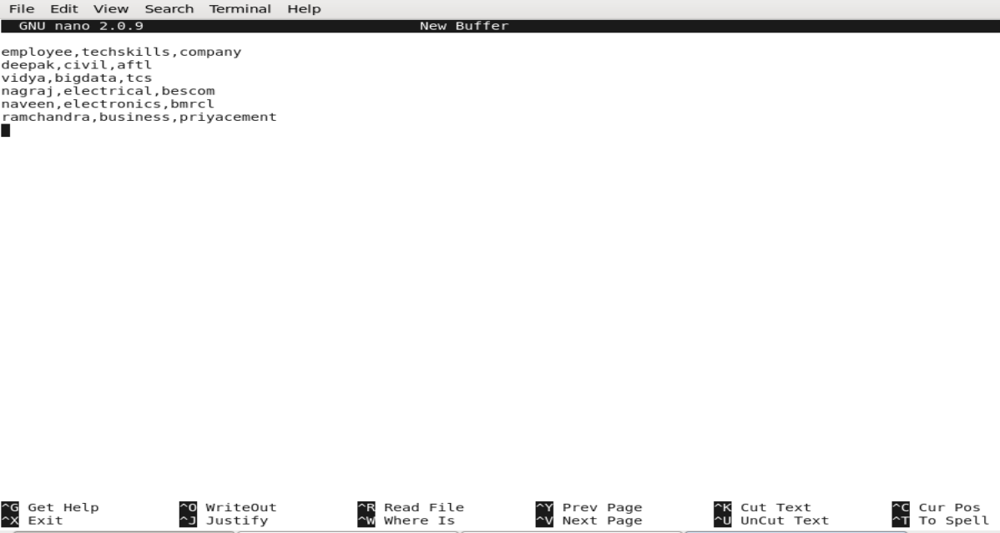 File Edit View Search Terminal Help
GNU nano 2.0.9 New Buffer
employee,techskills,company
deepak,civil,aftl
vidya,bigdata,tcs
nagraj,electrical,bescom
naveen,electronics,bmrcl
ramchandra,business,priyacement
^G Get Help ^O WriteOut ^R Read File ^Y Prev Page ^K Cut Text ^C Cur Pos
^X Exit ^J Justify ^W Where Is ^V Next Page ^U UnCut Text ^T To Spell